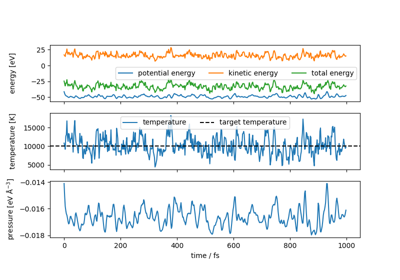 energy [eV]
25
0
−25
−50
potential energy
kinetic energy
total energy
temperature [K]
15000
10000
5000
temperature
target temperature
pressure [eV Å⁻³]
−0.014
−0.016
−0.018
0
200
400
600
800
1000
time / fs